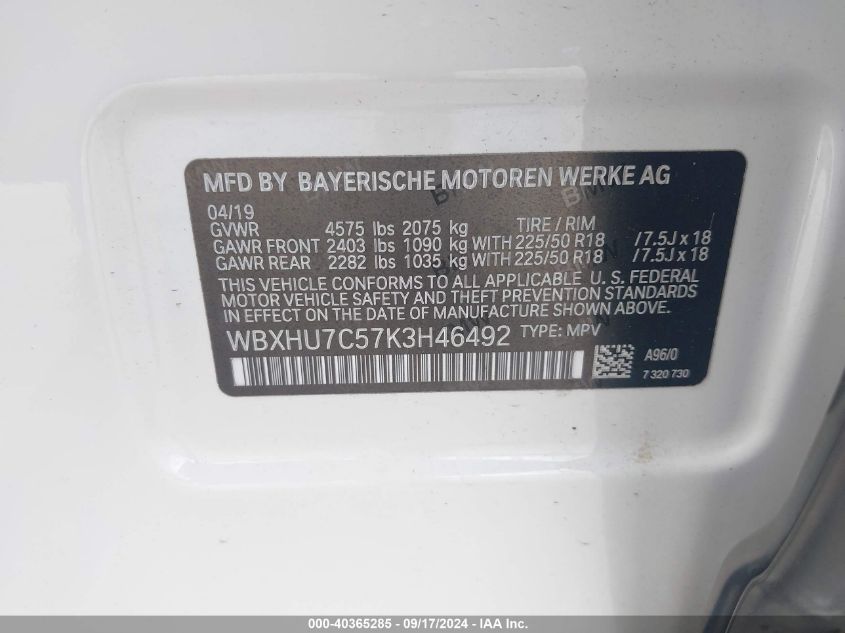 MFD BY BAYERISCHE MOTOREN WERKE AG
04/19
GVWR 4575 lbs 2075 kg TIRE / RIM
GAWR FRONT 2403 lbs 1090 kg WITH 225/50 R18 / 7.5J x 18
GAWR REAR 2282 lbs 1035 kg WITH 225/50 R18 / 7.5J x 18
THIS VEHICLE CONFORMS TO ALL APPLICABLE U. S. FEDERAL
MOTOR VEHICLE SAFETY AND THEFT PREVENTION STANDARDS
IN EFFECT ON THE DATE OF MANUFACTURE SHOWN ABOVE.
WBXHU7C57K3H46492 TYPE: MPV
A96/0
7 320 730
000-40365285 - 09/17/2024 - IAA Inc.